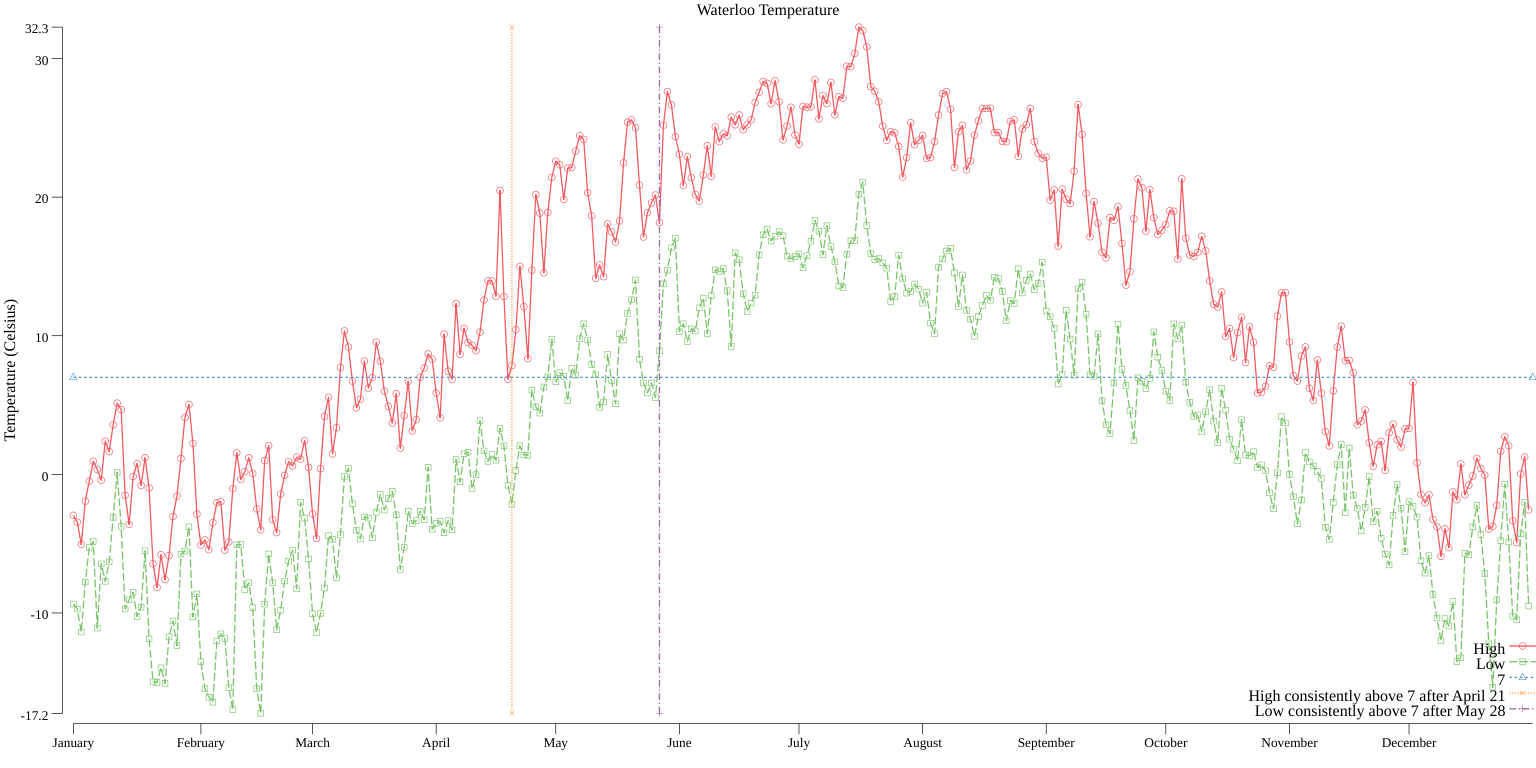 Waterloo Temperature
Temperature (Celsius)
32.3
30
20
10
0
-10
-17.2
High
Low
7
High consistently above 7 after April 21
Low consistently above 7 after May 28
January February March April May June July August September October November December